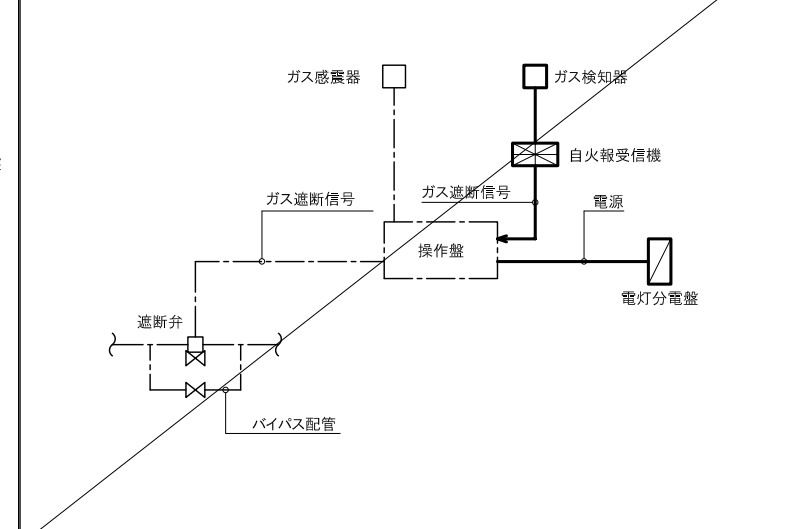 ガス感震器
ガス検知器
自火報受信機
ガス遮断信号
ガス遮断信号
電源
操作盤
電灯分電盤
遮断弁
バイパス配管